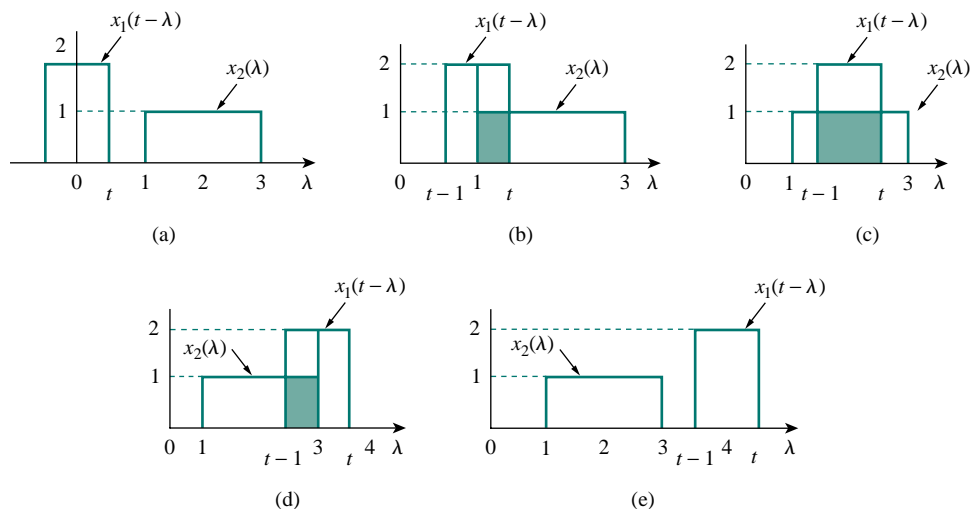 x₁(t − λ)
2
x₂(λ)
1
0 t 1 2 3 λ
(a)
x₁(t − λ)
2
x₂(λ)
1
0 t − 1 1 t 3 λ
(b)
x₁(t − λ)
2
x₂(λ)
1
0 1 t − 1 t 3 λ
(c)
x₁(t − λ)
2
x₂(λ)
1
0 1 t − 1 3 t 4 λ
(d)
x₁(t − λ)
2
x₂(λ)
1
0 1 2 3 t − 1 4 t λ
(e)